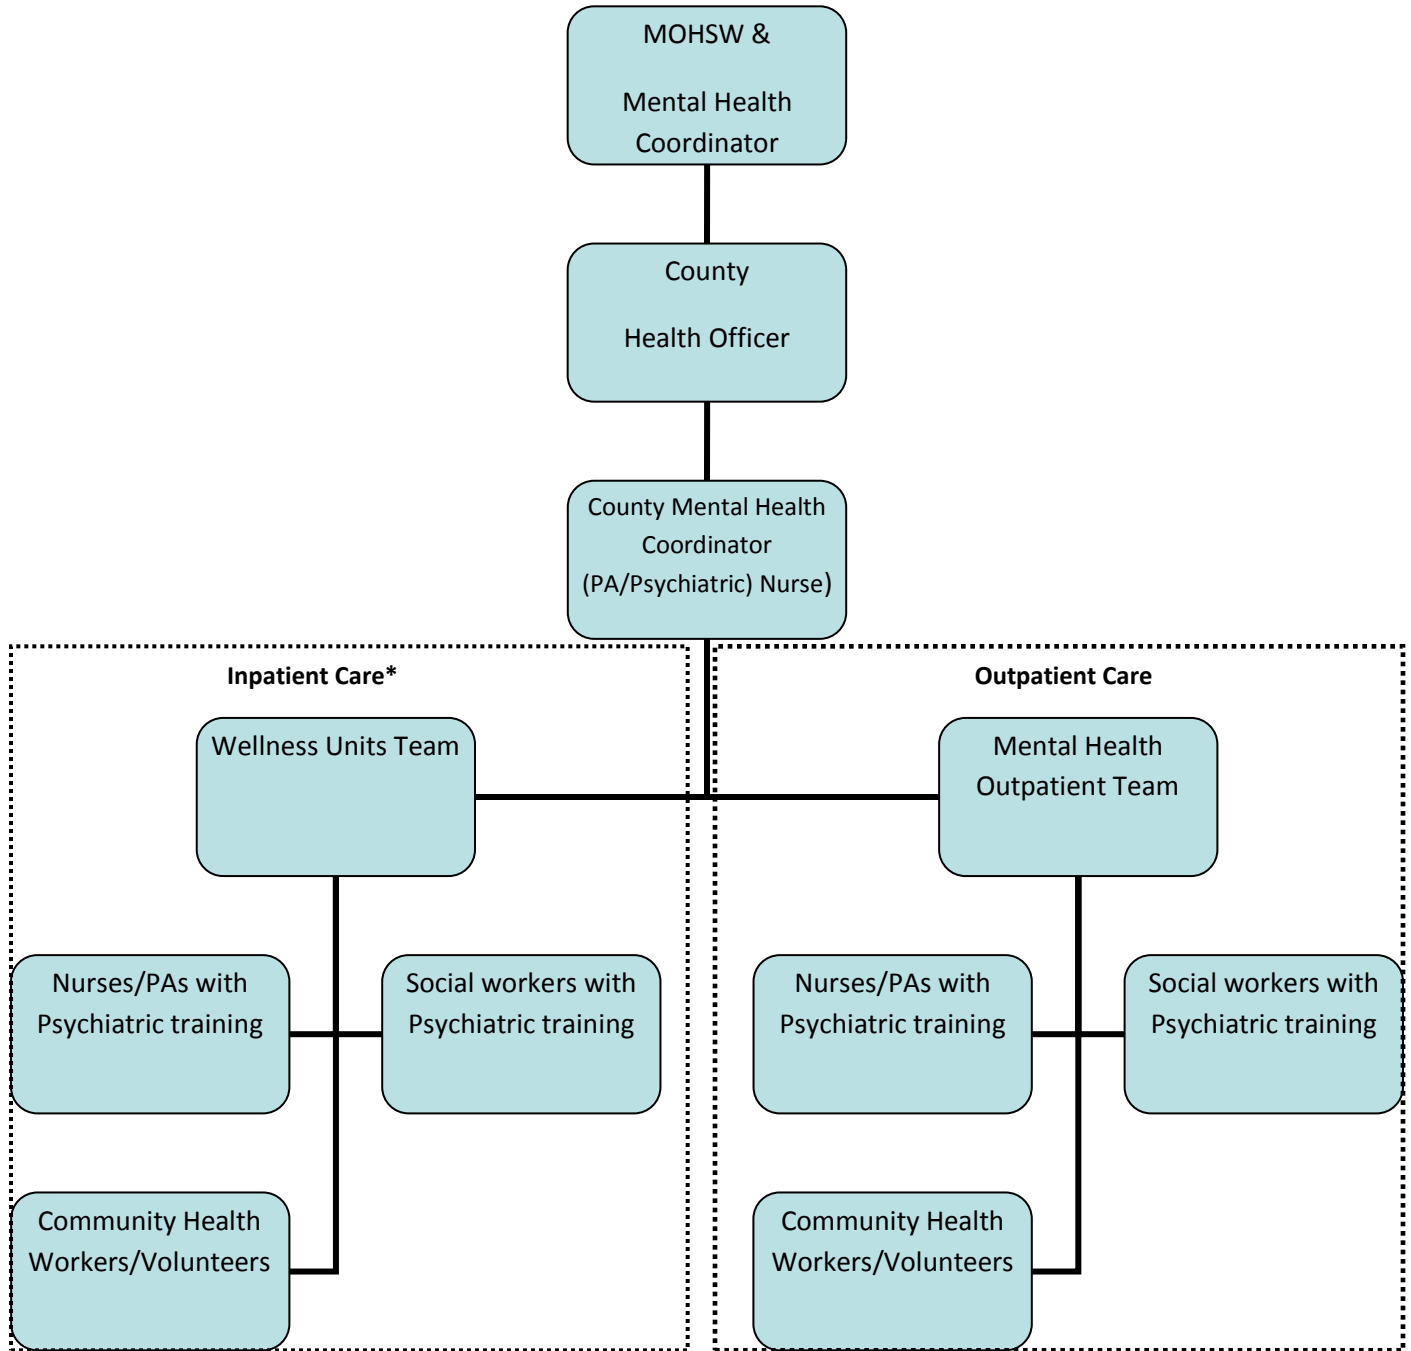 MOHSW &
Mental Health
Coordinator
County
Health Officer
County Mental Health
Coordinator
(PA/Psychiatric) Nurse)
Inpatient Care*
Outpatient Care
Wellness Units Team
Mental Health
Outpatient Team
Nurses/PAs with
Psychiatric training
Social workers with
Psychiatric training
Nurses/PAs with
Psychiatric training
Social workers with
Psychiatric training
Community Health
Workers/Volunteers
Community Health
Workers/Volunteers